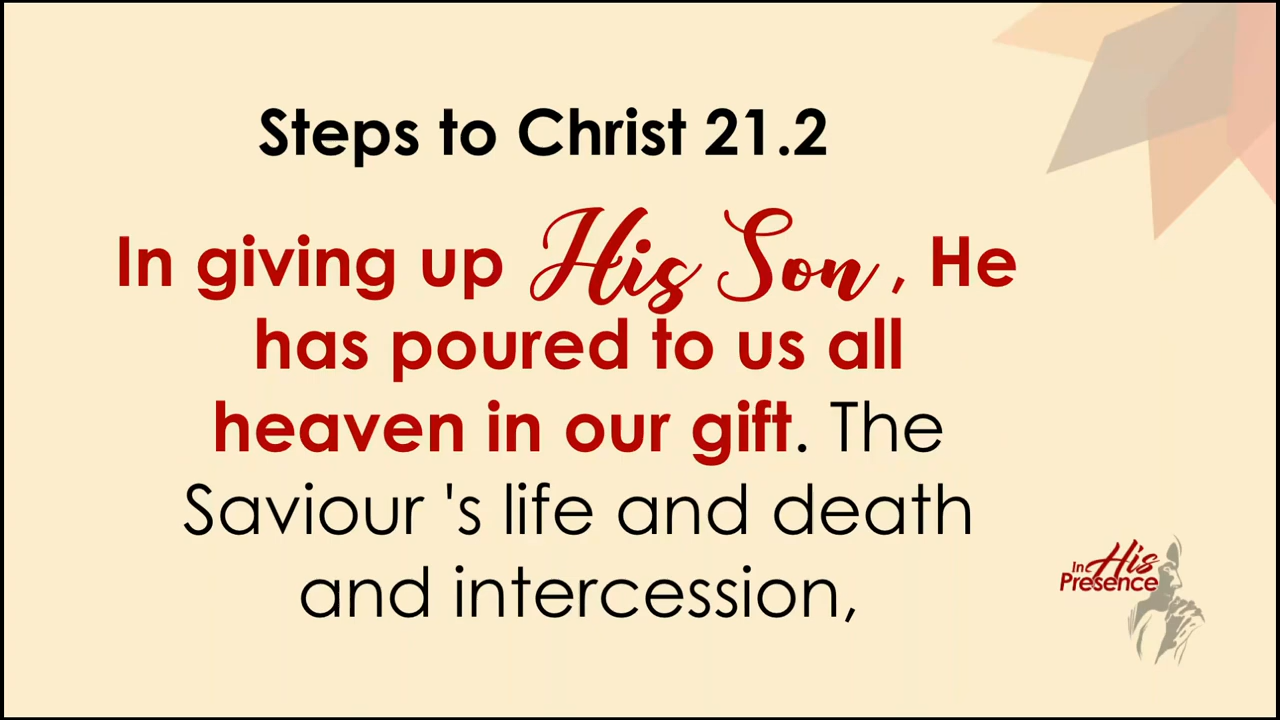 Steps to Christ 21.2
In giving up His Son , He
has poured to us all
heaven in our gift. The
Saviour 's life and death
and intercession,
In His
Presence